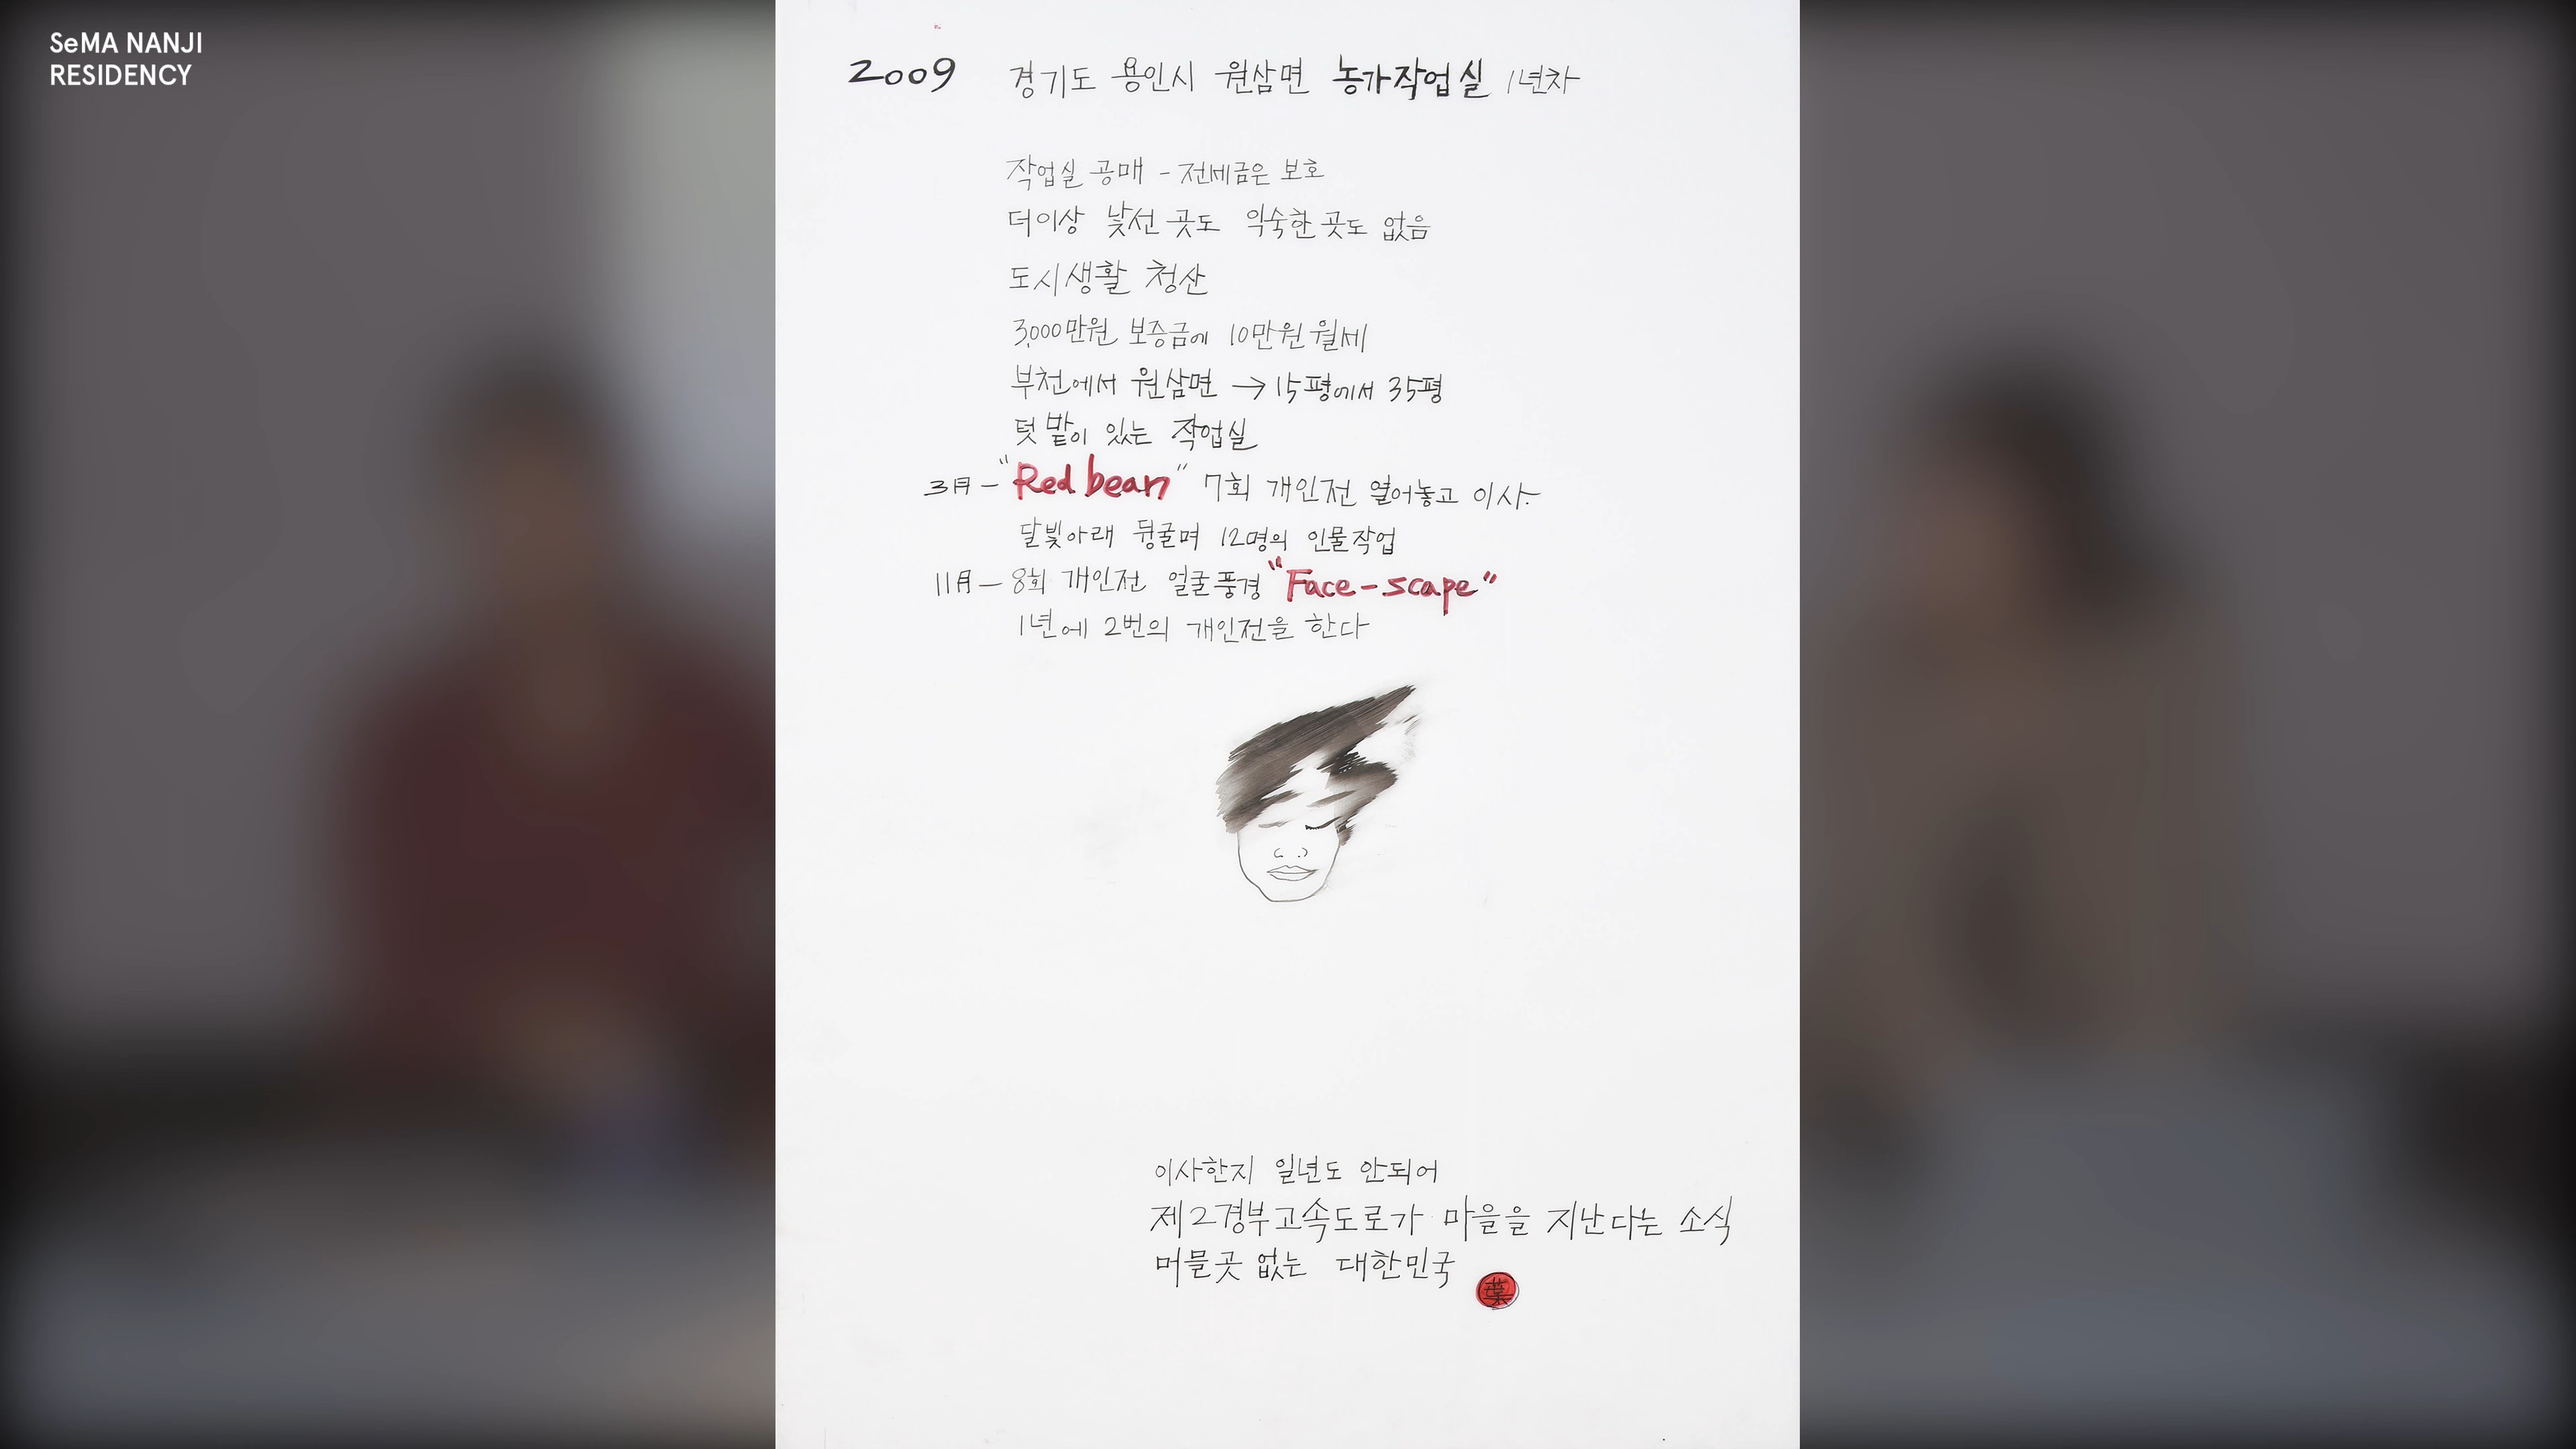 SeMA NANJI
RESIDENCY
2009 경기도 용인시 원삼면 농가작업실 1년차
작업실 공매 - 전세금은 보호
더이상 낯선 곳도 익숙한 곳도 없음
도시생활 청산
3,000만원 보증금에 10만원 월세
부천에서 원삼면 → 15평에서 35평
텃밭이 있는 작업실
3月 - "Red bean" 7회 개인전 열어놓고 이사.
달빛아래 뒹굴며 12명의 인물작업
11月 - 8회 개인전 얼굴풍경 "Face-scape"
1년에 2번의 개인전을 한다
이사한지 일년도 안되어
제2경부고속도로가 마을을 지난다는 소식
머물곳 없는 대한민국
葉